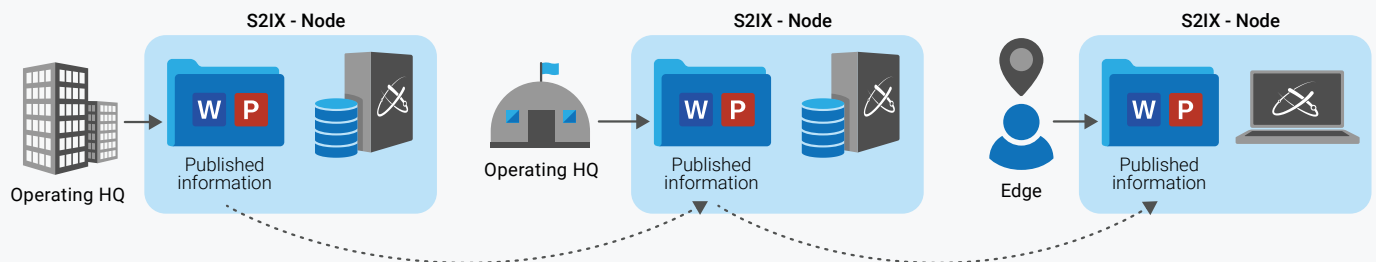 S2IX - Node
W P
Published
information
Operating HQ
S2IX - Node
W P
Published
information
Operating HQ
S2IX - Node
W P
Published
information
Edge